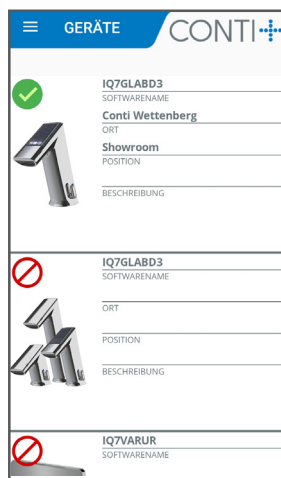 GERÄTE
CONTI+
IQ7GLABD3
SOFTWARENAME
Conti Wettenberg
ORT
Showroom
POSITION
BESCHREIBUNG
IQ7GLABD3
SOFTWARENAME
ORT
POSITION
BESCHREIBUNG
IQ7VARUR
SOFTWARENAME